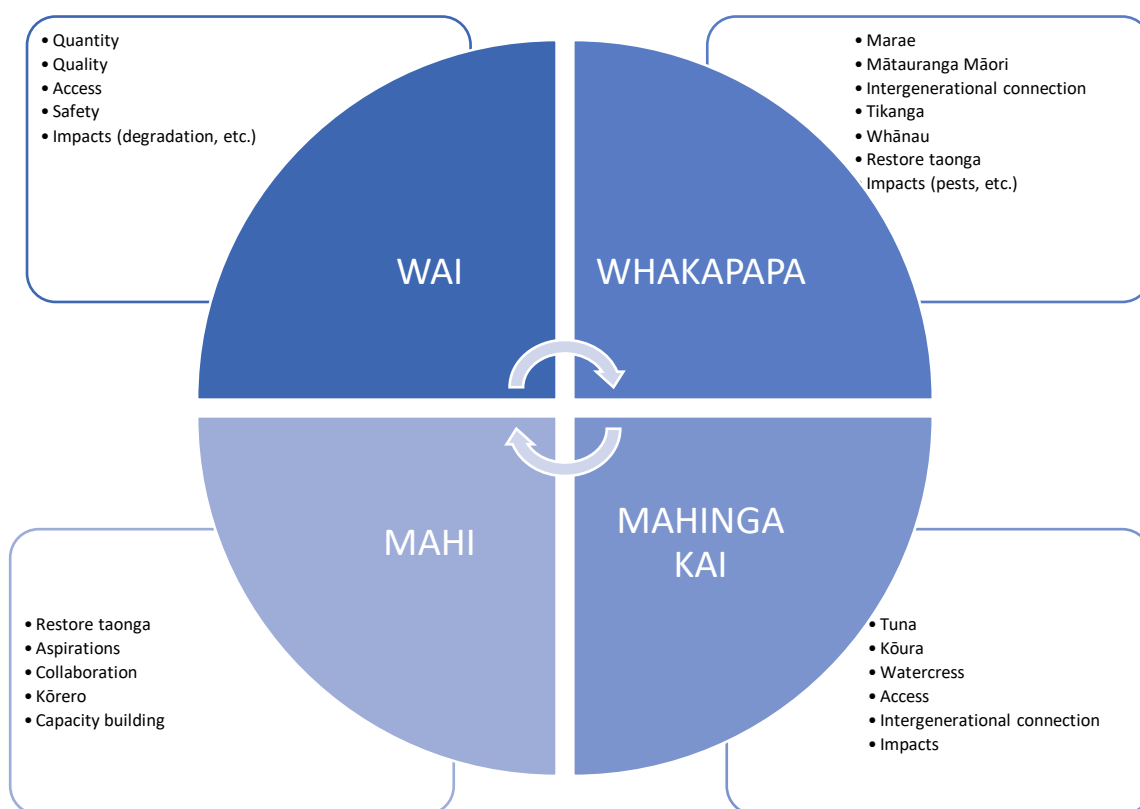 • Quantity
• Quality
• Access
• Safety
• Impacts (degradation, etc.)
• Marae
• Mātauranga Māori
• Intergenerational connection
• Tikanga
• Whānau
• Restore taonga
• Impacts (pests, etc.)
WAI
WHAKAPAPA
MAHI
MAHINGA
KAI
• Restore taonga
• Aspirations
• Collaboration
• Kōrero
• Capacity building
• Tuna
• Kōura
• Watercress
• Access
• Intergenerational connection
• Impacts